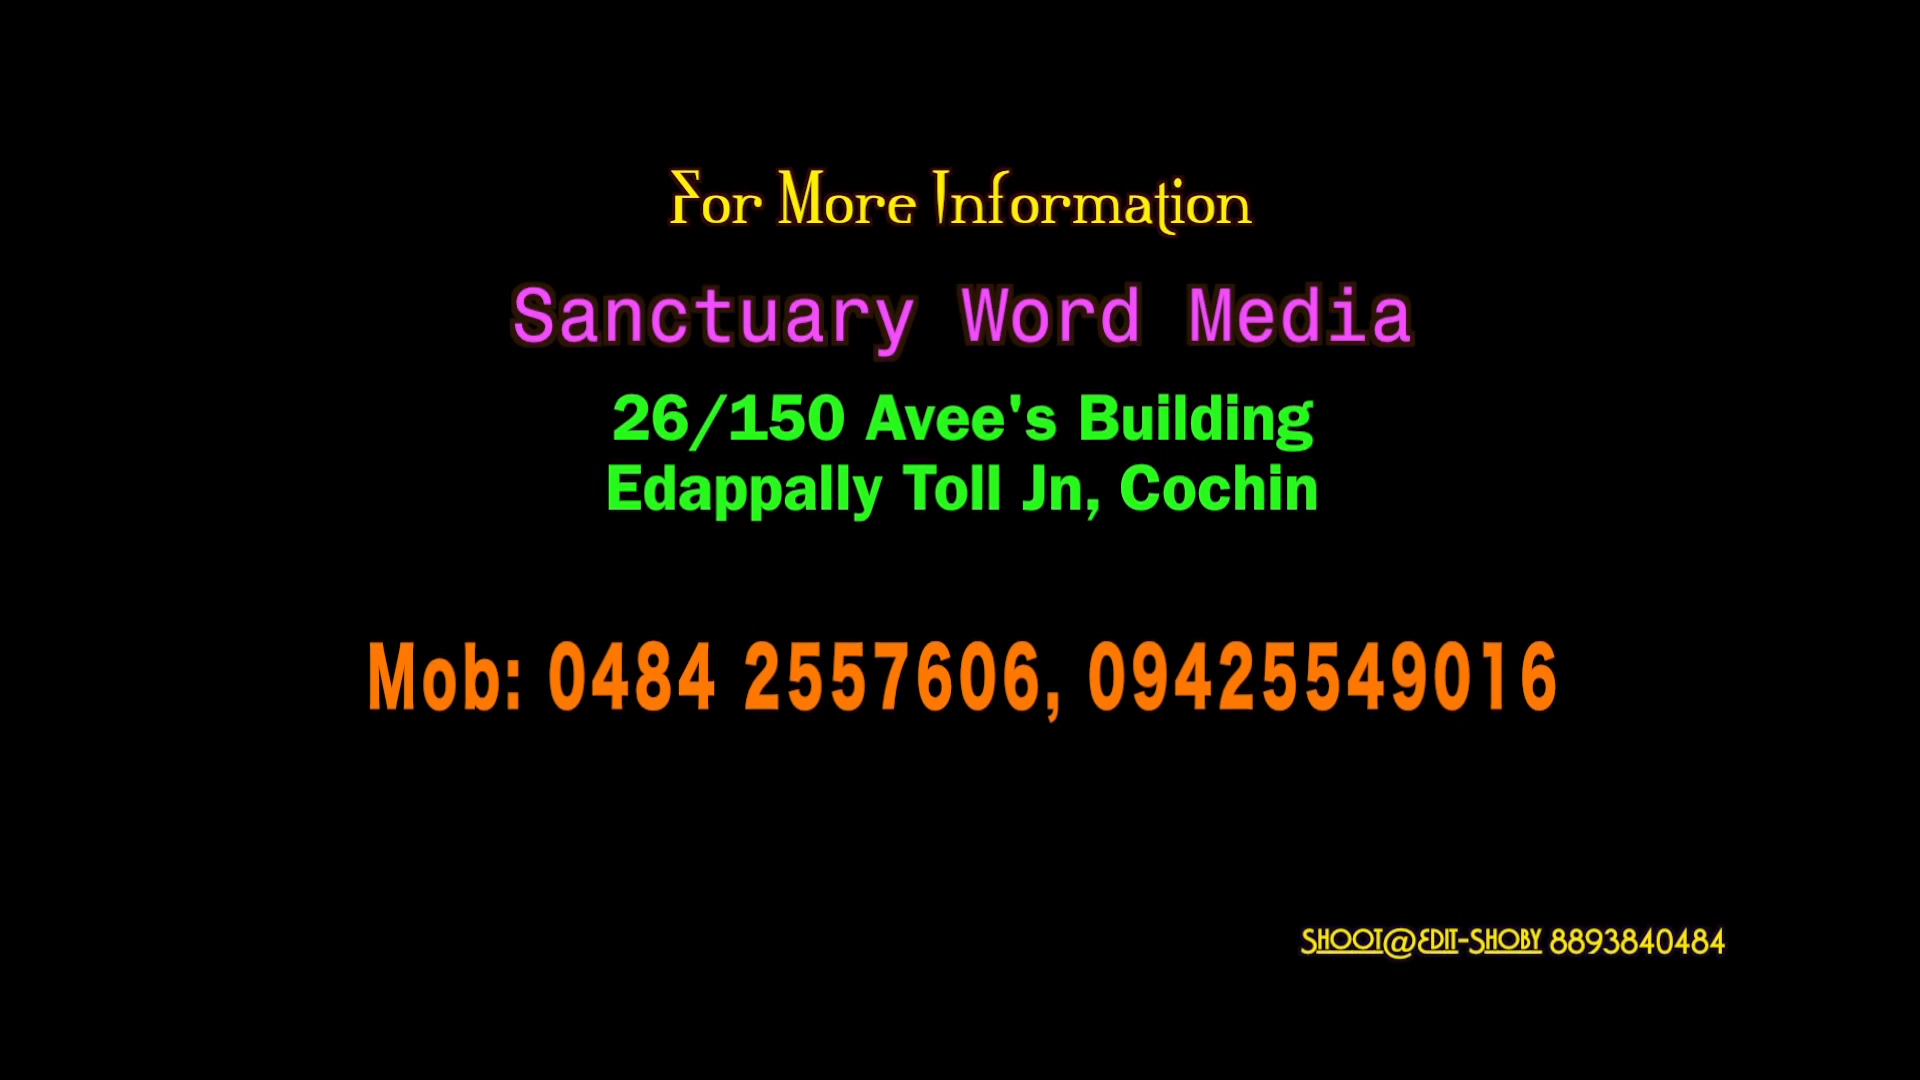 For More Information
Sanctuary Word Media
26/150 Avee's Building
Edappally Toll Jn, Cochin
Mob: 0484 2557606, 09425549016
SHOOT@EDIT-SHOBY 8893840484